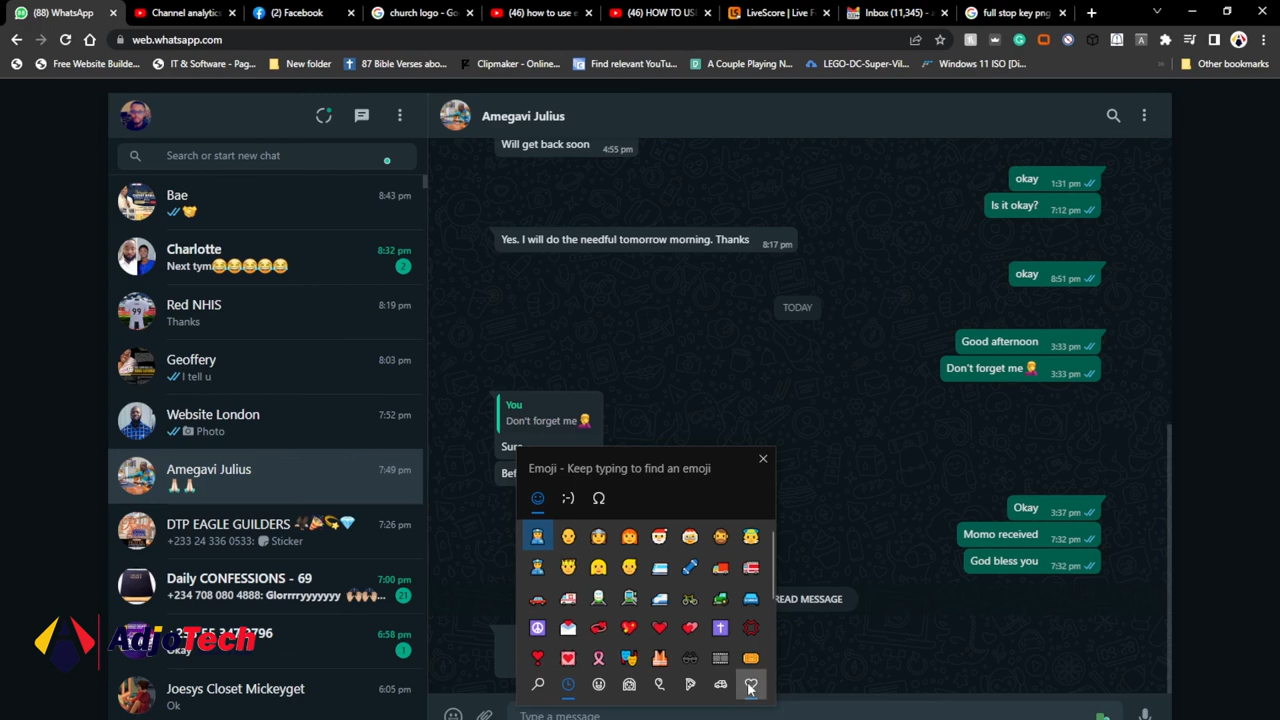 (88) WhatsApp
Channel analytics
(2) Facebook
church logo - Go
(46) how to use e
(46) HOW TO US
LiveScore | Live F
Inbox (11,345) -
full stop key png
web.whatsapp.com
Free Website Builde...
IT & Software - Pag...
New folder
87 Bible Verses abo...
Clipmaker - Online...
Find relevant YouTu...
A Couple Playing N...
LEGO-DC-Super-Vil...
Windows 11 ISO [Di...
Other bookmarks
Search or start new chat
Bae
8:43 pm
Charlotte
8:32 pm
Next tym😂😂😂😂😂
2
Red NHIS
8:19 pm
Thanks
Geoffery
8:03 pm
I tell u
Website London
7:52 pm
Photo
Amegavi Julius
7:49 pm
DTP EAGLE GUILDERS
7:26 pm
+233 24 336 0533: Sticker
Daily CONFESSIONS - 69
7:00 pm
+234 708 080 4888: Glorrryyyyyy
21
6:58 pm
Okay
1
AdjoTech
Joesys Closet Mickeyget
6:05 pm
Ok
Amegavi Julius
Will get back soon
4:55 pm
okay
1:31 pm
Is it okay?
7:12 pm
Yes. I will do the needful tomorrow morning. Thanks
8:17 pm
okay
8:51 pm
TODAY
Good afternoon
3:33 pm
Don't forget me
3:33 pm
You
Don't forget me
Sure
Bef
Emoji - Keep typing to find an emoji
;-)
Ω
Okay
3:37 pm
Momo received
7:32 pm
God bless you
7:32 pm
READ MESSAGE
Type a message